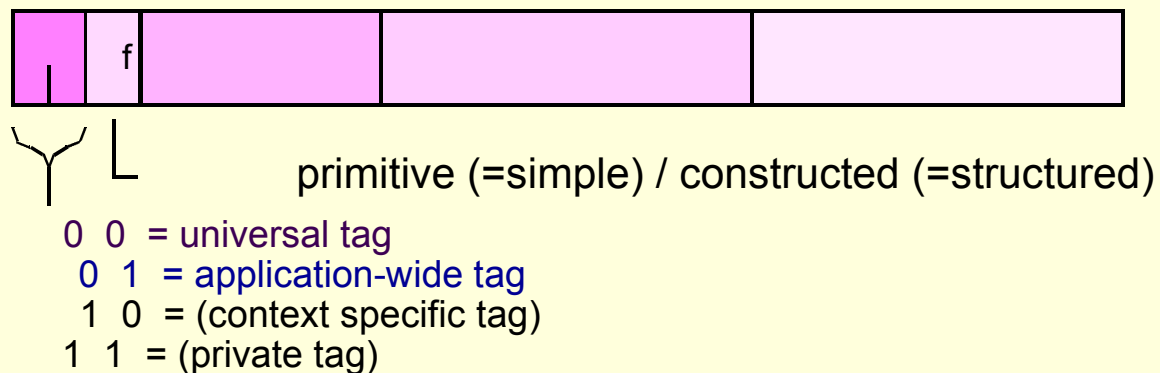 f
primitive (=simple) / constructed (=structured)
0 0 = universal tag
0 1 = application-wide tag
1 0 = (context specific tag)
1 1 = (private tag)